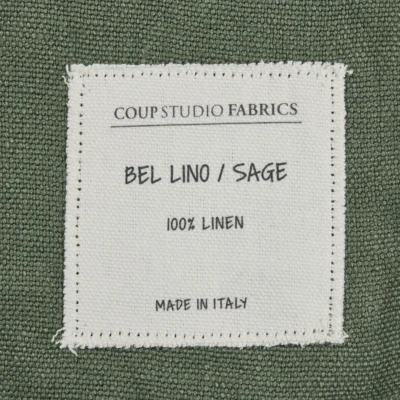 COUP STUDIO FABRICS
BEL LINO / SAGE
100% LINEN
MADE IN ITALY